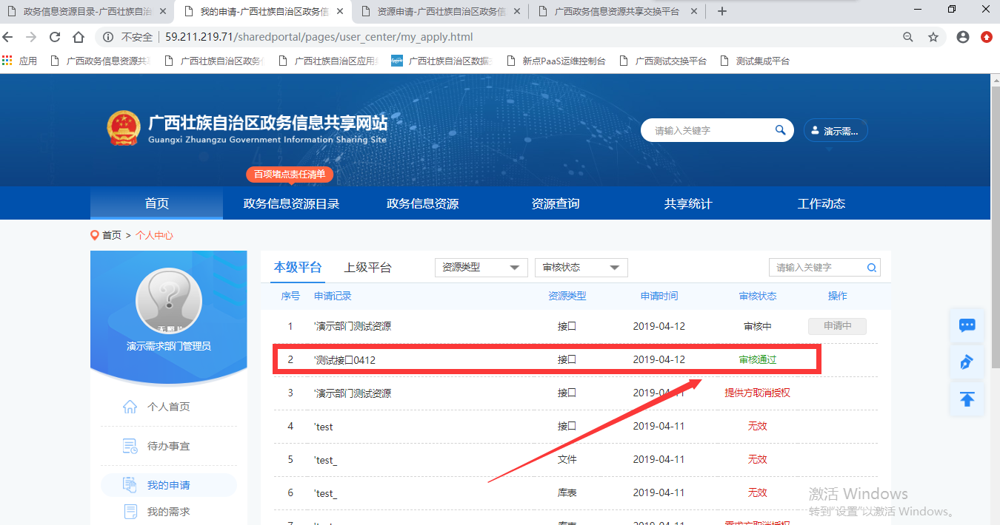 政务信息资源目录-广西壮族自治 我的申请-广西壮族自治区政务信 资源申请-广西壮族自治区政务信 广西政务信息资源共享交换平台
不安全 59.211.219.71/sharedportal/pages/user_center/my_apply.html
应用 广西政务信息资源共享 广西壮族自治区政务信 广西壮族自治区应用 广西壮族自治区数据 新点PaaS运维控制台 广西测试交换平台 测试集成平台
广西壮族自治区政务信息共享网站
Guangxi Zhuangzu Government Information Sharing Site
请输入关键字 演示需...
百项堵点责任清单
首页 政务信息资源目录 政务信息资源 资源查询 共享统计 工作动态
首页 > 个人中心
无照片
演示需求部门管理员
个人首页
待办事宜
我的申请
我的需求
本级平台 上级平台 资源类型 审核状态 请输入关键字
序号 申请记录 资源类型 申请时间 审核状态 操作
1 '演示部门测试资源 接口 2019-04-12 审核中 申请中
2 '测试接口0412 接口 2019-04-12 审核通过
3 '演示部门测试资源 接口 2019-04-11 提供方取消授权
4 'test 接口 2019-04-11 无效
5 'test_ 文件 2019-04-11 无效
6 'test_ 库表 2019-04-11 无效
7 'test_ 库表 2019-04-11 需求方取消授权
激活 Windows
转到"设置"以激活 Windows。